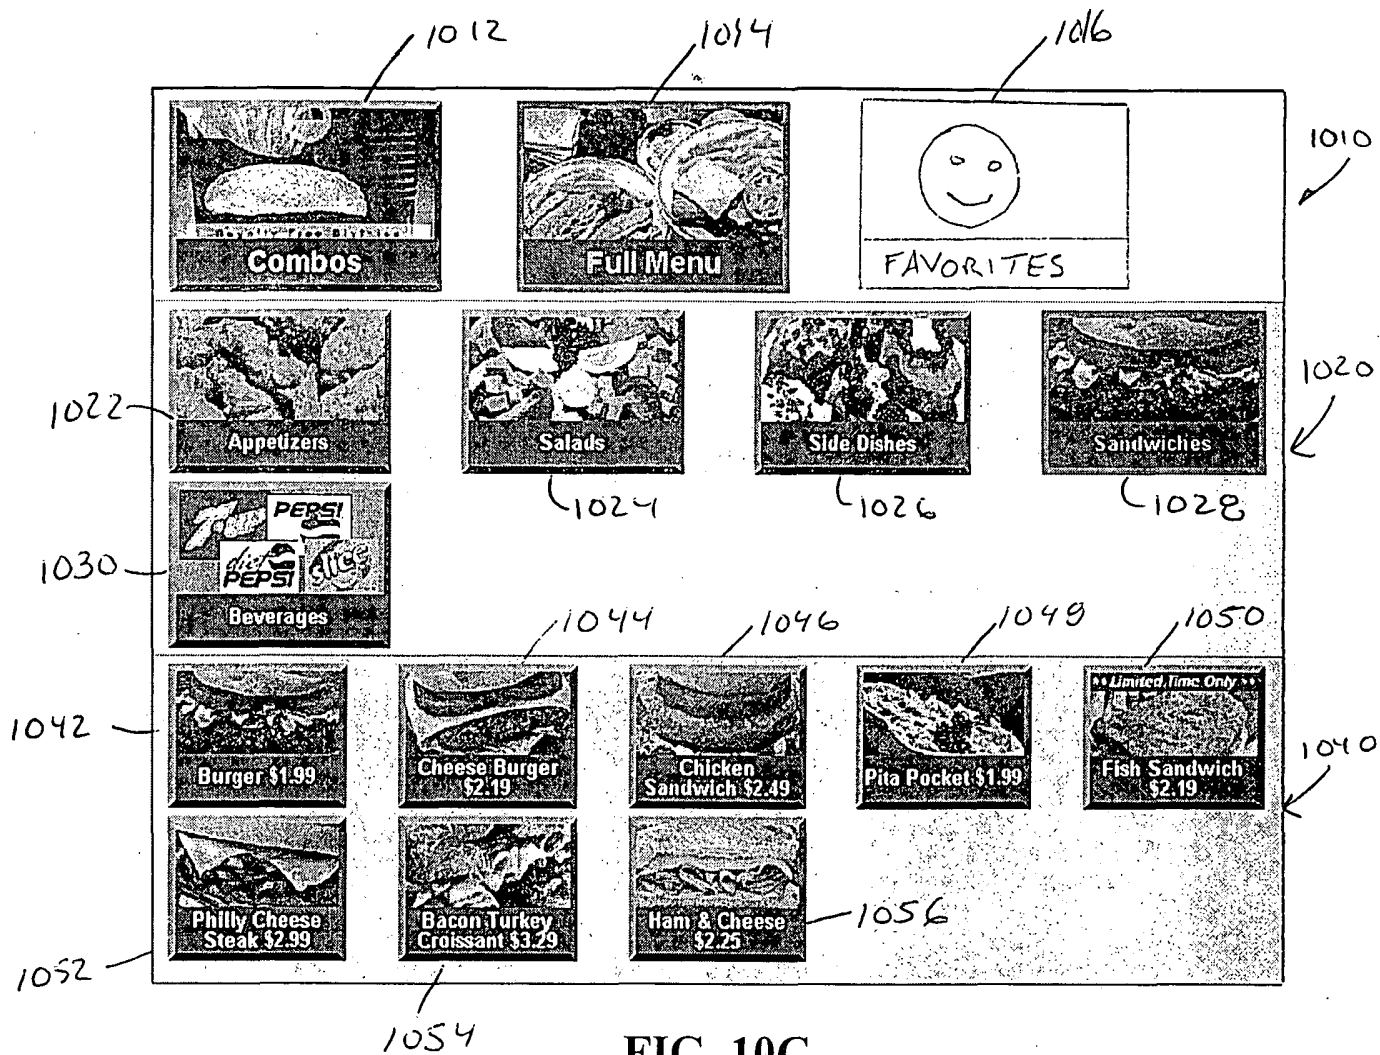 1012
1014
1016
1010
Combos
Full Menu
FAVORITES
1020
1022
Appetizers
Salads
Side Dishes
Sandwiches
1024
1026
1028
PEPSI
diet PEPSI
slice
1030
Beverages
1044
1046
1049
1050
Limited Time Only
1042
Burger $1.99
Cheese Burger
$2.19
Chicken
Sandwich $2.49
Pita Pocket $1.99
Fish Sandwich
$2.19
1040
Philly Cheese
Steak $2.99
Bacon Turkey
Croissant $3.29
Ham & Cheese
$2.25
1056
1052
1054
FIG. 10C